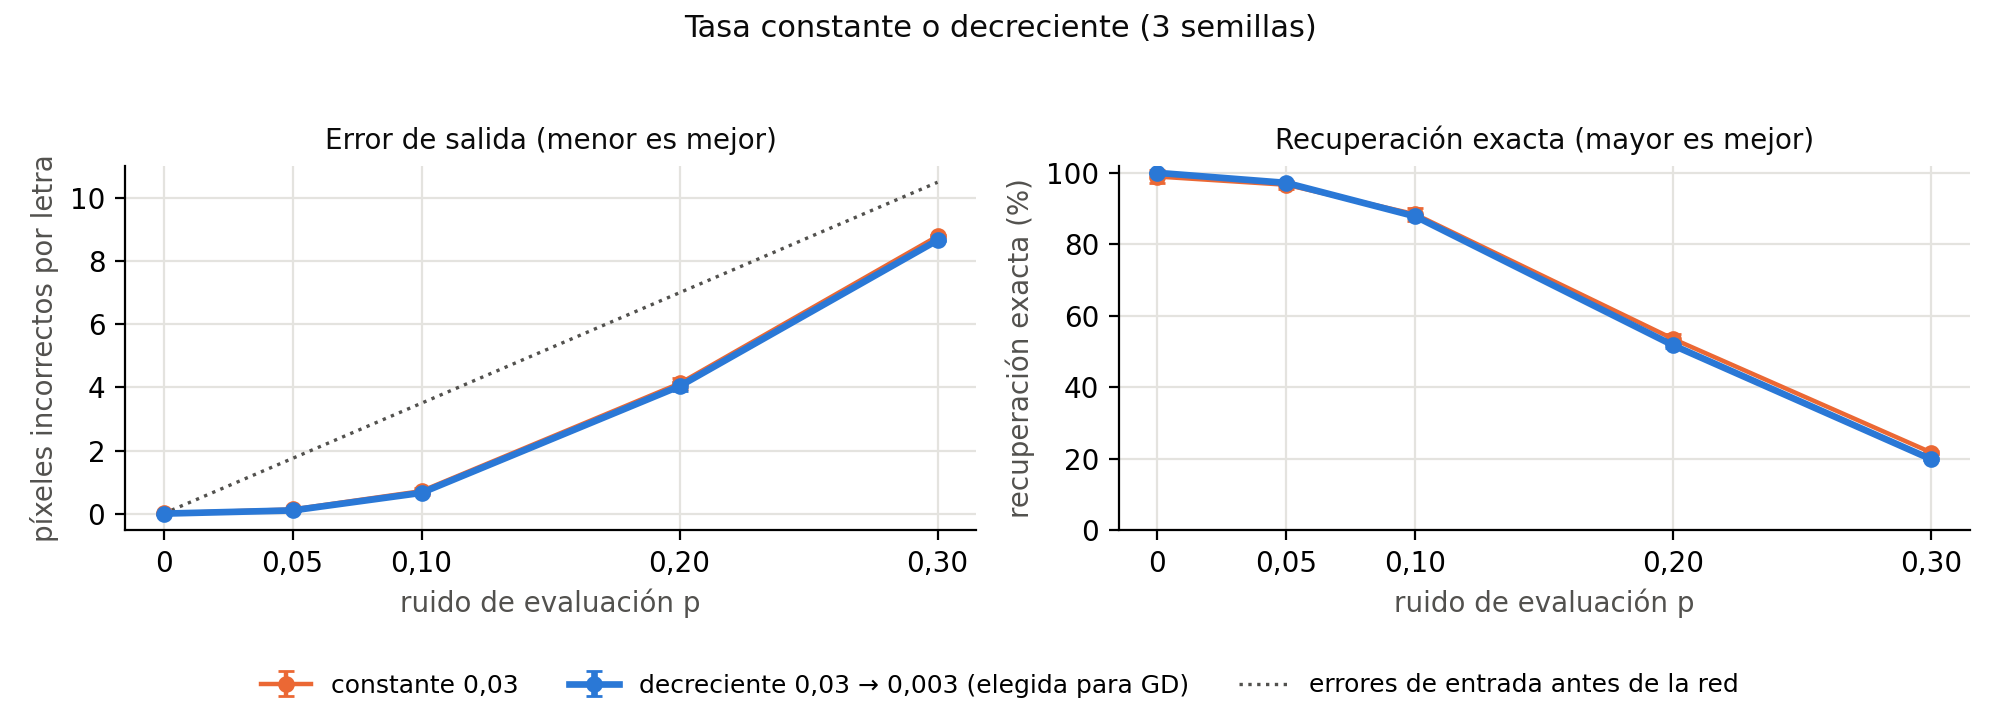 Tasa constante o decreciente (3 semillas)
Error de salida (menor es mejor)
píxeles incorrectos por letra
10
8
6
4
2
0
0 0,05 0,10 0,20 0,30
ruido de evaluación p
Recuperación exacta (mayor es mejor)
recuperación exacta (%)
100
80
60
40
20
0
0 0,05 0,10 0,20 0,30
ruido de evaluación p
constante 0,03 decreciente 0,03 → 0,003 (elegida para GD) errores de entrada antes de la red